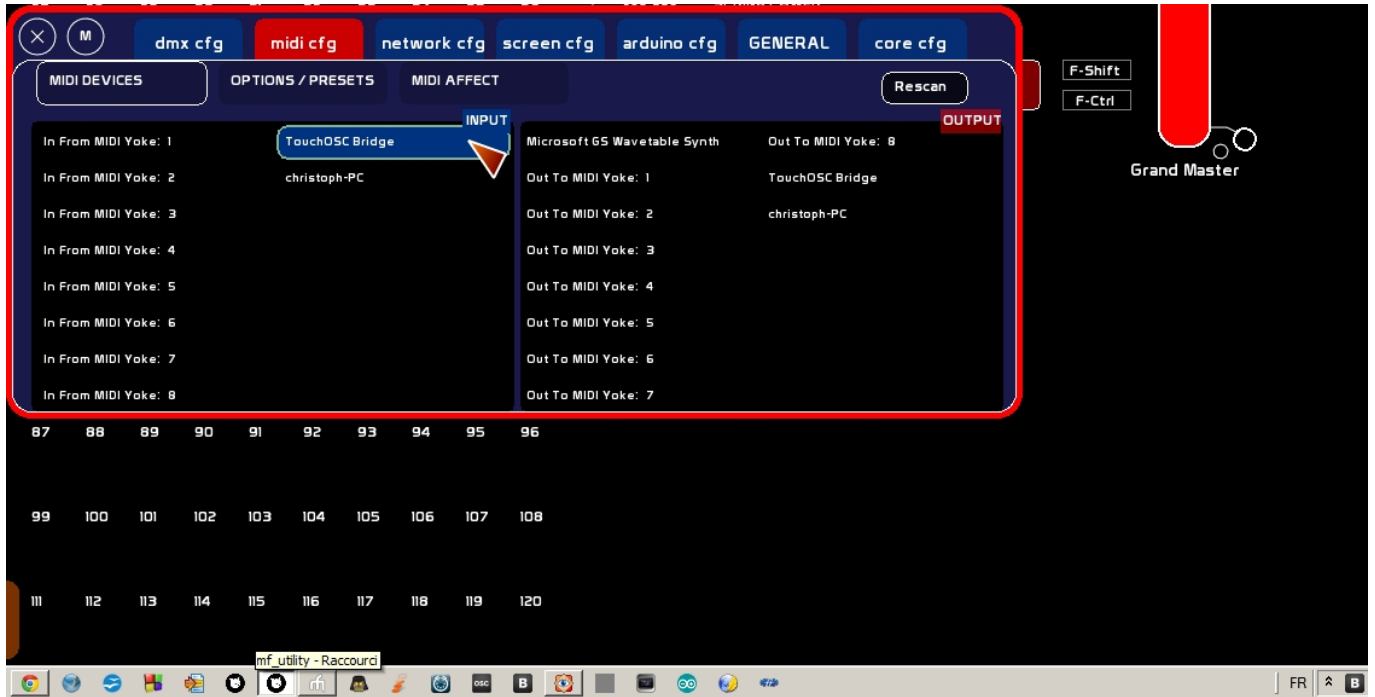 M
dmx cfg
midi cfg
network cfg
screen cfg
arduino cfg
GENERAL
core cfg
MIDI DEVICES
OPTIONS / PRESETS
MIDI AFFECT
Rescan
F-Shift
F-Ctrl
INPUT
OUTPUT
In From MIDI Yoke: 1
In From MIDI Yoke: 2
In From MIDI Yoke: 3
In From MIDI Yoke: 4
In From MIDI Yoke: 5
In From MIDI Yoke: 6
In From MIDI Yoke: 7
In From MIDI Yoke: 8
TouchOSC Bridge
christoph-PC
Microsoft GS Wavetable Synth
Out To MIDI Yoke: 1
Out To MIDI Yoke: 2
Out To MIDI Yoke: 3
Out To MIDI Yoke: 4
Out To MIDI Yoke: 5
Out To MIDI Yoke: 6
Out To MIDI Yoke: 7
Out To MIDI Yoke: 8
TouchOSC Bridge
christoph-PC
Grand Master
87 88 89 90 91 92 93 94 95 96
99 100 101 102 103 104 105 106 107 108
111 112 113 114 115 116 117 118 119 120
mf_utility - Raccourci
OSC
B
FR
B